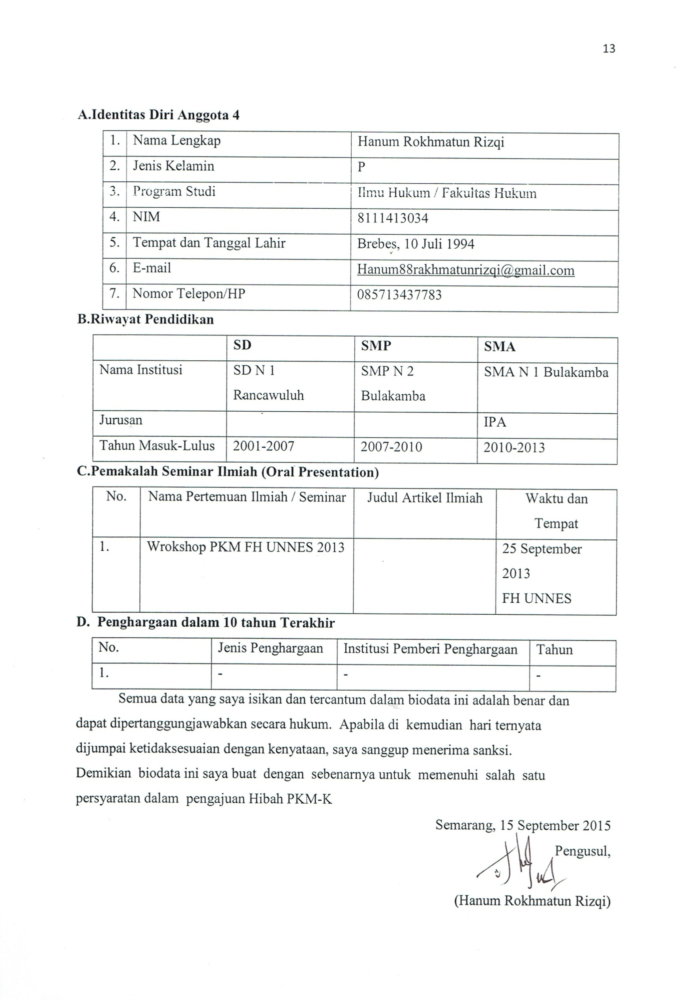 13
A.Identitas Diri Anggota 4
1. Nama Lengkap Hanum Rokhmatun Rizqi
2. Jenis Kelamin P
3. Program Studi Ilmu Hukum / Fakultas Hukum
4. NIM 8111413034
5. Tempat dan Tanggal Lahir Brebes, 10 Juli 1994
6. E-mail Hanum88rakhmatunrizqi@gmail.com
7. Nomor Telepon/HP 085713437783
B.Riwayat Pendidikan
SD SMP SMA
Nama Institusi SD N 1 SMP N 2 SMA N 1 Bulakamba
Rancawuluh Bulakamba
Jurusan IPA
Tahun Masuk-Lulus 2001-2007 2007-2010 2010-2013
C.Pemakalah Seminar Ilmiah (Oral Presentation)
No. Nama Pertemuan Ilmiah / Seminar Judul Artikel Ilmiah Waktu dan
Tempat
1. Wrokshop PKM FH UNNES 2013 25 September
2013
FH UNNES
D. Penghargaan dalam 10 tahun Terakhir
No. Jenis Penghargaan Institusi Pemberi Penghargaan Tahun
1. - - -
Semua data yang saya isikan dan tercantum dalam biodata ini adalah benar dan
dapat dipertanggungjawabkan secara hukum. Apabila di kemudian hari ternyata
dijumpai ketidaksesuaian dengan kenyataan, saya sanggup menerima sanksi.
Demikian biodata ini saya buat dengan sebenarnya untuk memenuhi salah satu
persyaratan dalam pengajuan Hibah PKM-K
Semarang, 15 September 2015
Pengusul,
(Hanum Rokhmatun Rizqi)